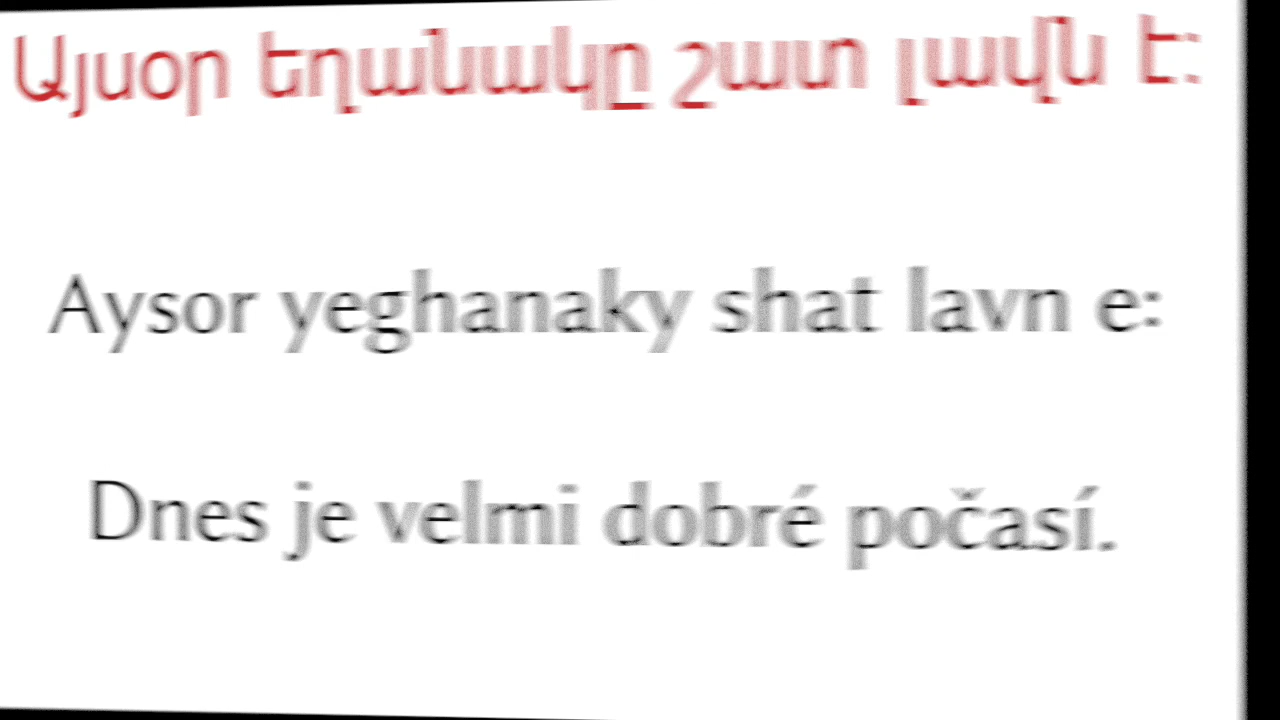 Այսօր եղանակը շատ լավն է:
Aysor yeghanaky shat lavn e:
Dnes je velmi dobré počasí.